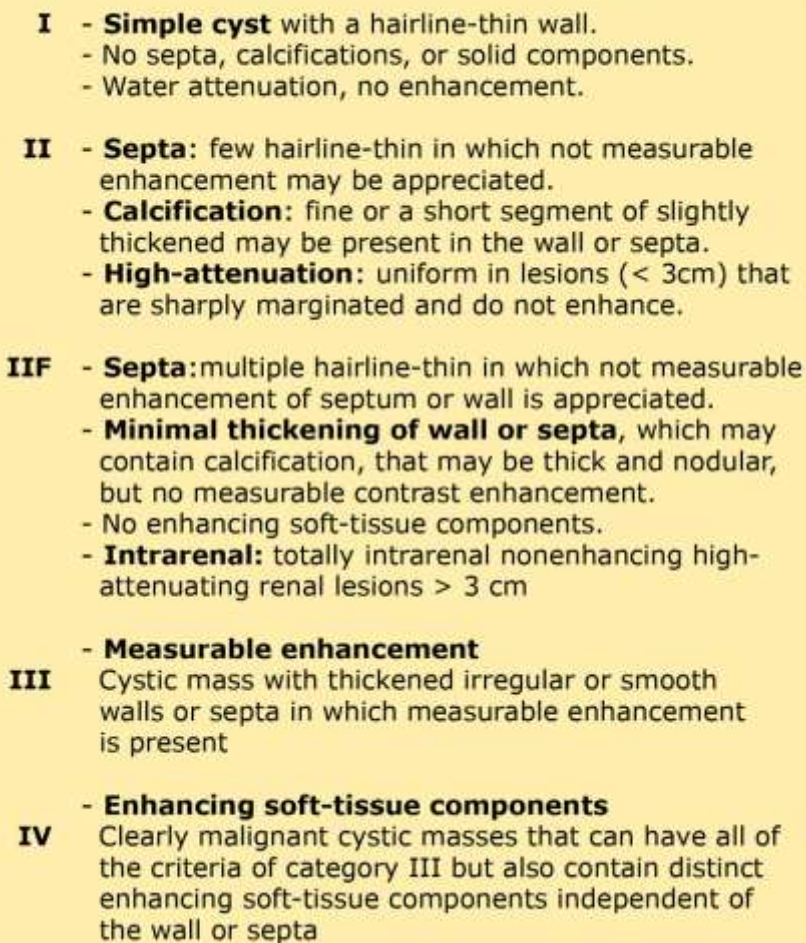 I - Simple cyst with a hairline-thin wall.
- No septa, calcifications, or solid components.
- Water attenuation, no enhancement.
II - Septa: few hairline-thin in which not measurable
enhancement may be appreciated.
- Calcification: fine or a short segment of slightly
thickened may be present in the wall or septa.
- High-attenuation: uniform in lesions (< 3cm) that
are sharply marginated and do not enhance.
IIF - Septa:multiple hairline-thin in which not measurable
enhancement of septum or wall is appreciated.
- Minimal thickening of wall or septa, which may
contain calcification, that may be thick and nodular,
but no measurable contrast enhancement.
- No enhancing soft-tissue components.
- Intrarenal: totally intrarenal nonenhancing high-
attenuating renal lesions > 3 cm
- Measurable enhancement
III Cystic mass with thickened irregular or smooth
walls or septa in which measurable enhancement
is present
- Enhancing soft-tissue components
IV Clearly malignant cystic masses that can have all of
the criteria of category III but also contain distinct
enhancing soft-tissue components independent of
the wall or septa